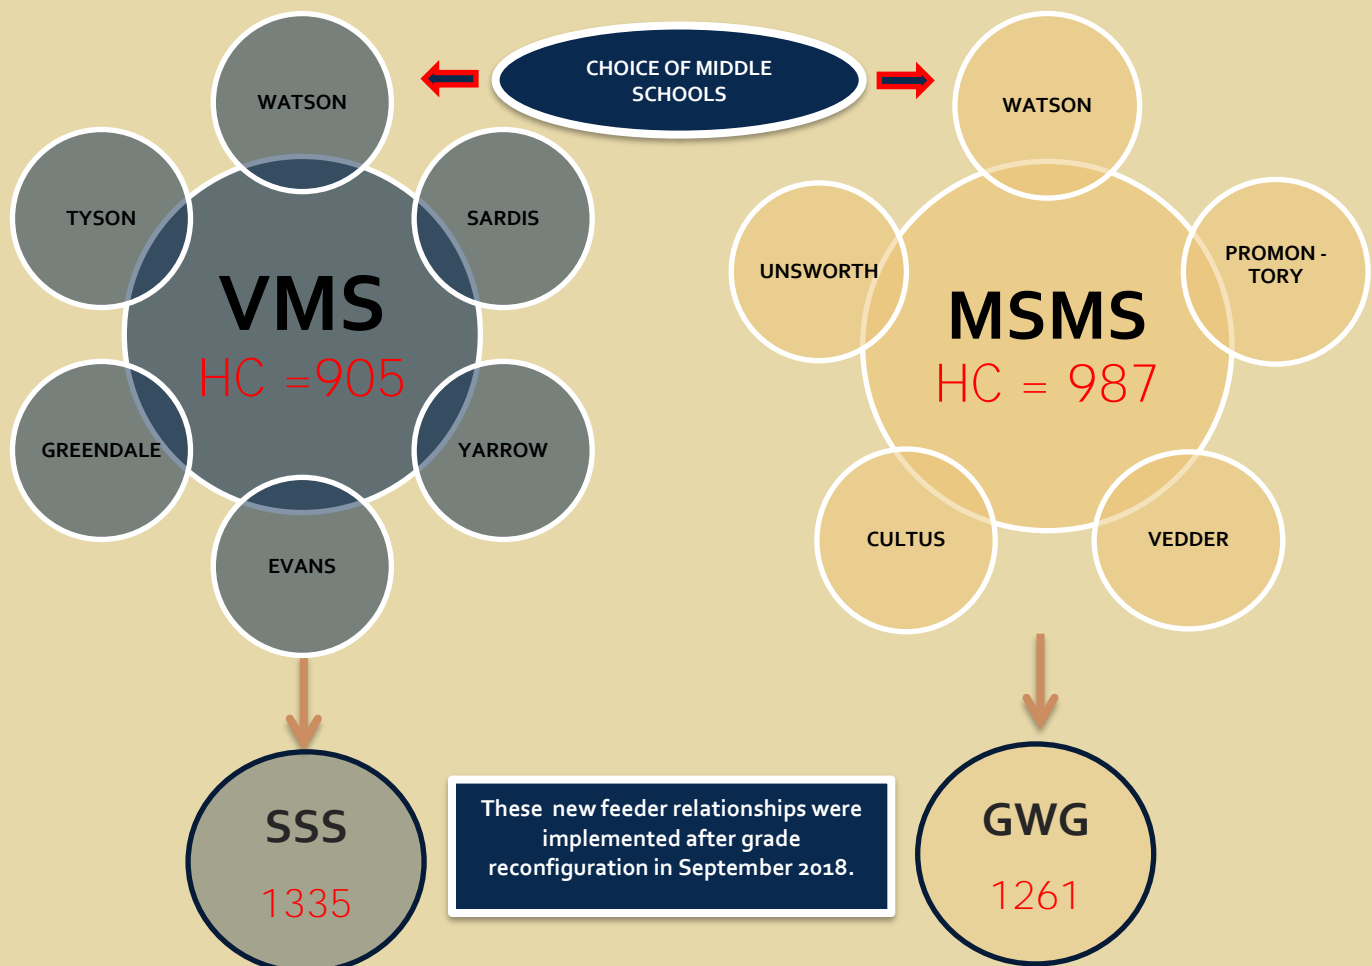 CHOICE OF MIDDLE
SCHOOLS
WATSON
TYSON
SARDIS
VMS
HC =905
GREENDALE
YARROW
EVANS
WATSON
UNSWORTH
PROMON -
TORY
MSMS
HC = 987
CULTUS
VEDDER
SSS
1335
These  new feeder relationships were
implemented after grade
reconfiguration in September 2018.
GWG
1261